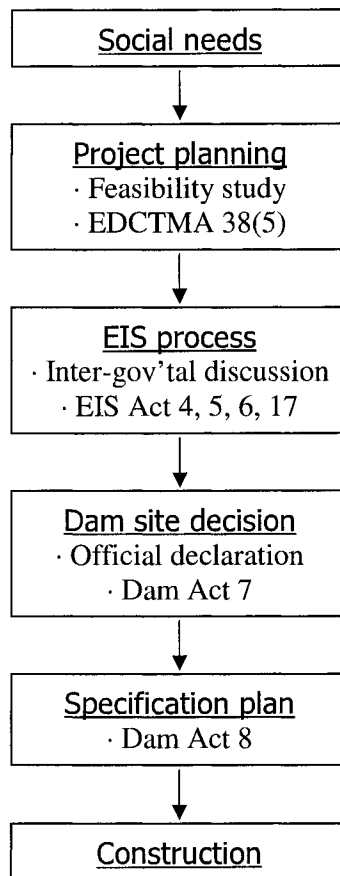 Social needs
Project planning
· Feasibility study
· EDCTMA 38(5)
EIS process
· Inter-gov'tal discussion
· EIS Act 4, 5, 6, 17
Dam site decision
· Official declaration
· Dam Act 7
Specification plan
· Dam Act 8
Construction